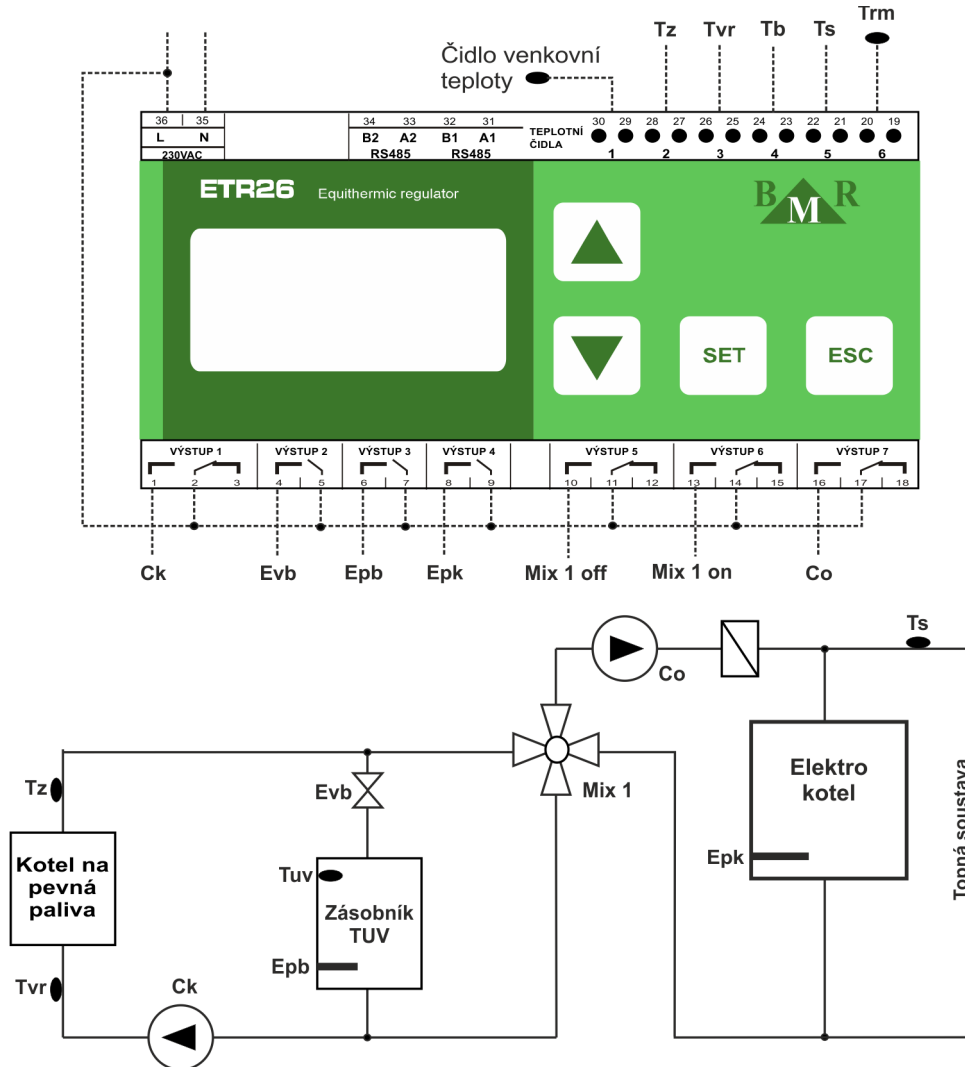 Tz Tvr Tb Ts Trm
Čidlo venkovní
teploty
36 35 34 33 32 31 30 29 28 27 26 25 24 23 22 21 20 19
L N B2 A2 B1 A1 TEPLOTNÍ
ČIDLA
230VAC RS485 RS485 1 2 3 4 5 6
ETR26 Equithermic regulator
B M R
SET ESC
VÝSTUP 1 VÝSTUP 2 VÝSTUP 3 VÝSTUP 4 VÝSTUP 5 VÝSTUP 6 VÝSTUP 7
1 2 3 4 5 6 7 8 9 10 11 12 13 14 15 16 17 18
Ck Evb Epb Epk Mix 1 off Mix 1 on Co
Ts
Co
Tz
Evb
Mix 1
Elektro
kotel
Epk
Topná soustava
Kotel na
pevná
paliva
Tuv
Zásobník
TUV
Epb
Tvr
Ck